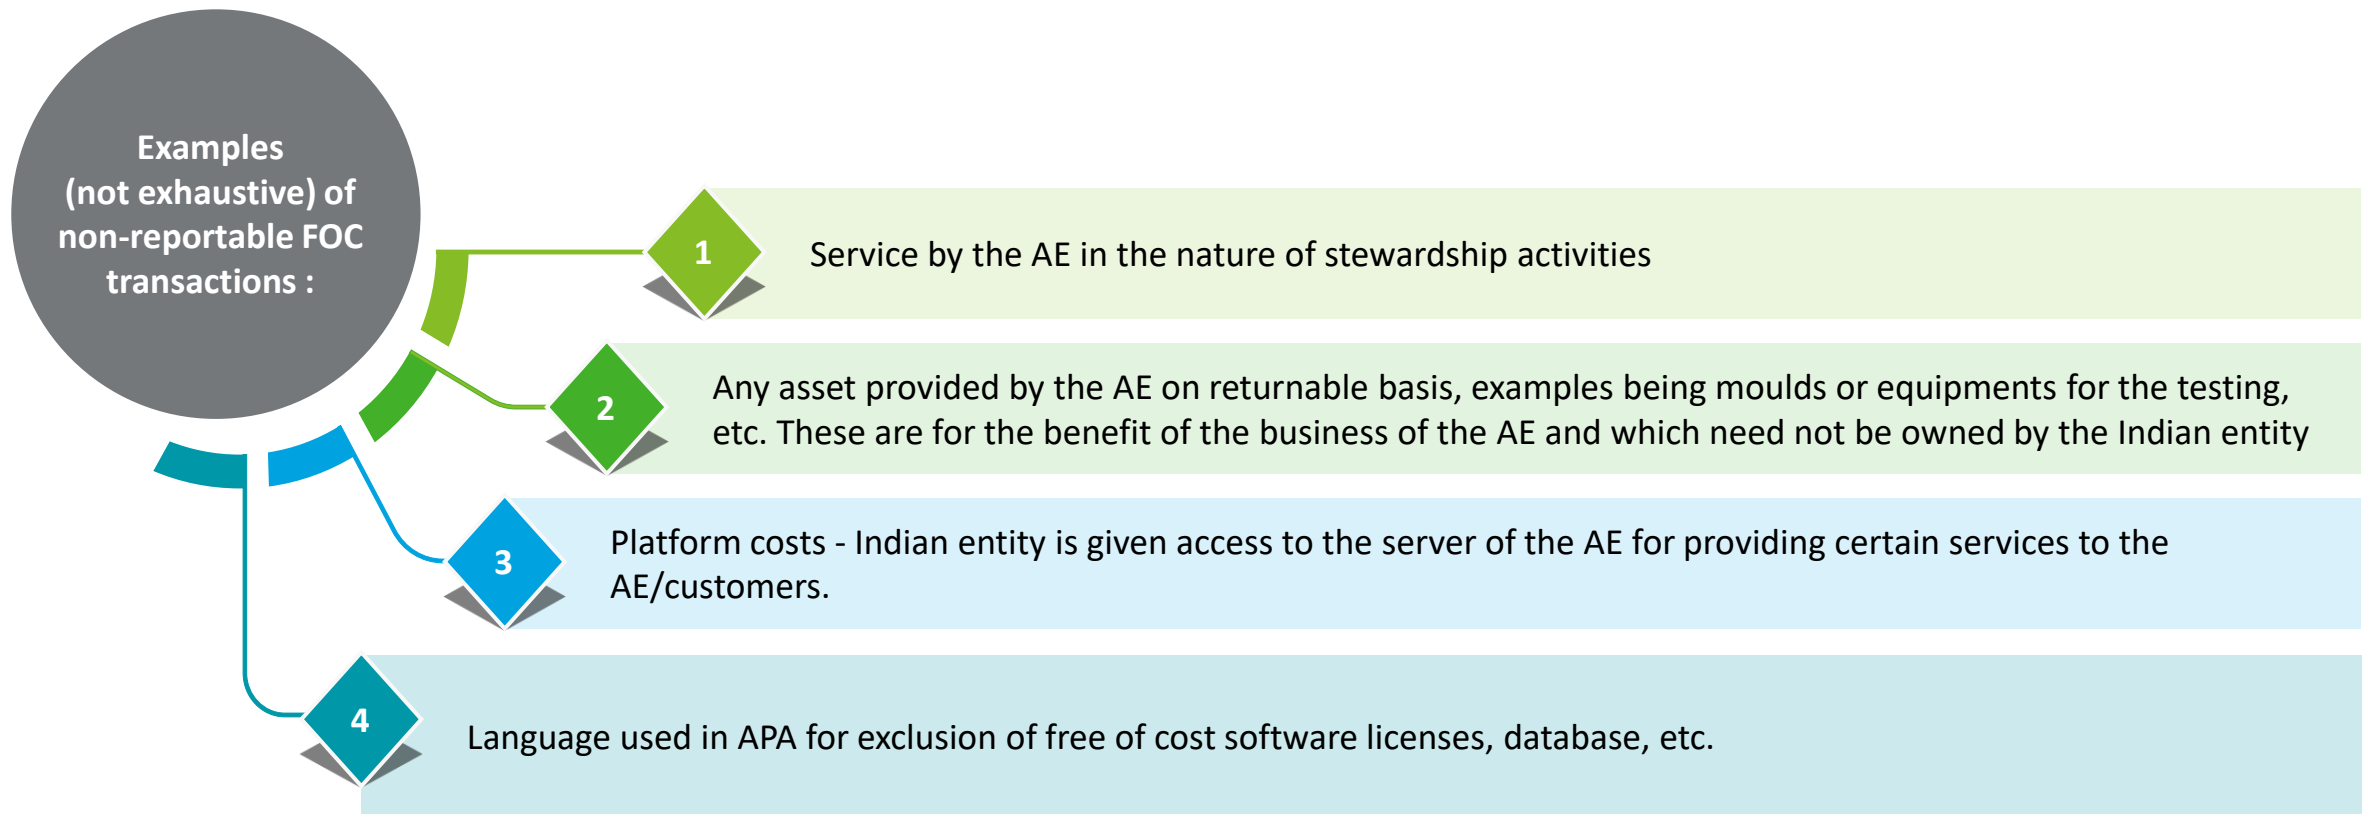 Examples
(not exhaustive) of
non-reportable FOC
transactions :
1
Service by the AE in the nature of stewardship activities
2
Any asset provided by the AE on returnable basis, examples being moulds or equipments for the testing,
etc. These are for the benefit of the business of the AE and which need not be owned by the Indian entity
3
Platform costs - Indian entity is given access to the server of the AE for providing certain services to the
AE/customers.
4
Language used in APA for exclusion of free of cost software licenses, database, etc.